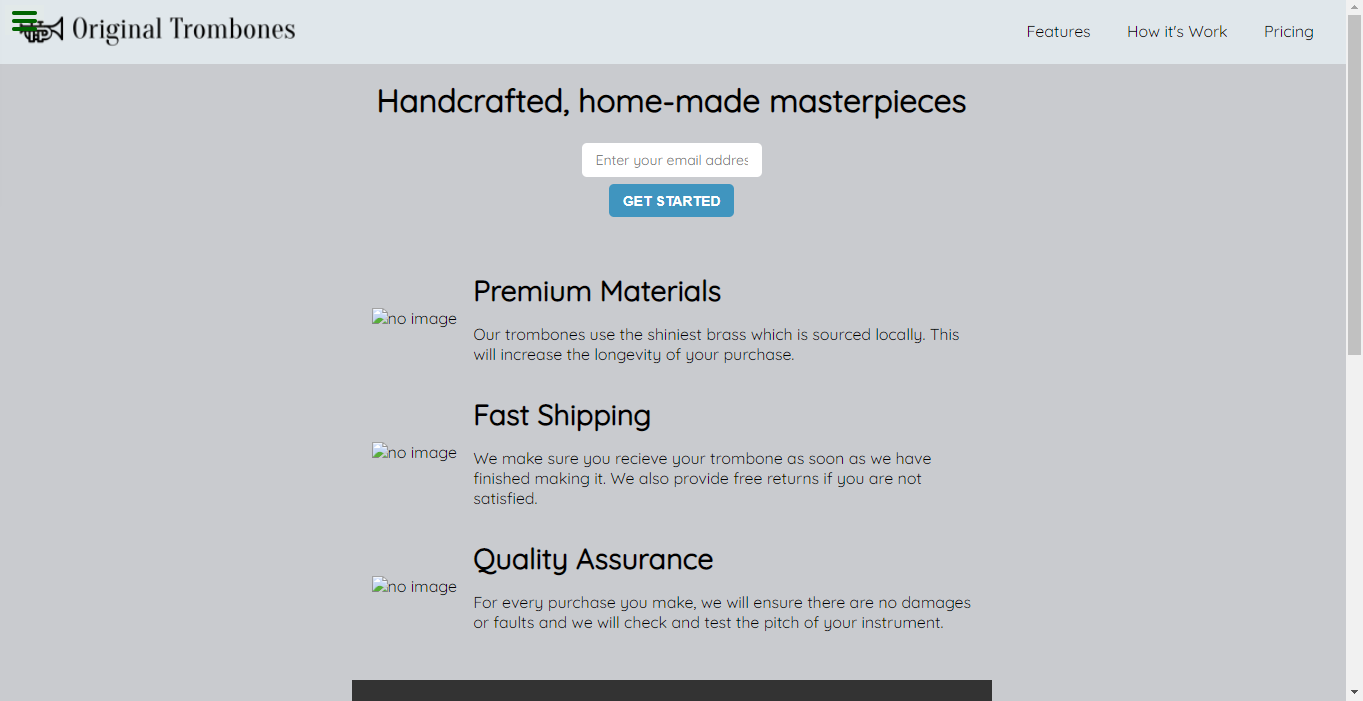 Original Trombones
Features
How it's Work
Pricing
Handcrafted, home-made masterpieces
Enter your email addres
GET STARTED
Premium Materials
no image
Our trombones use the shiniest brass which is sourced locally. This
will increase the longevity of your purchase.
Fast Shipping
no image
We make sure you recieve your trombone as soon as we have
finished making it. We also provide free returns if you are not
satisfied.
Quality Assurance
no image
For every purchase you make, we will ensure there are no damages
or faults and we will check and test the pitch of your instrument.